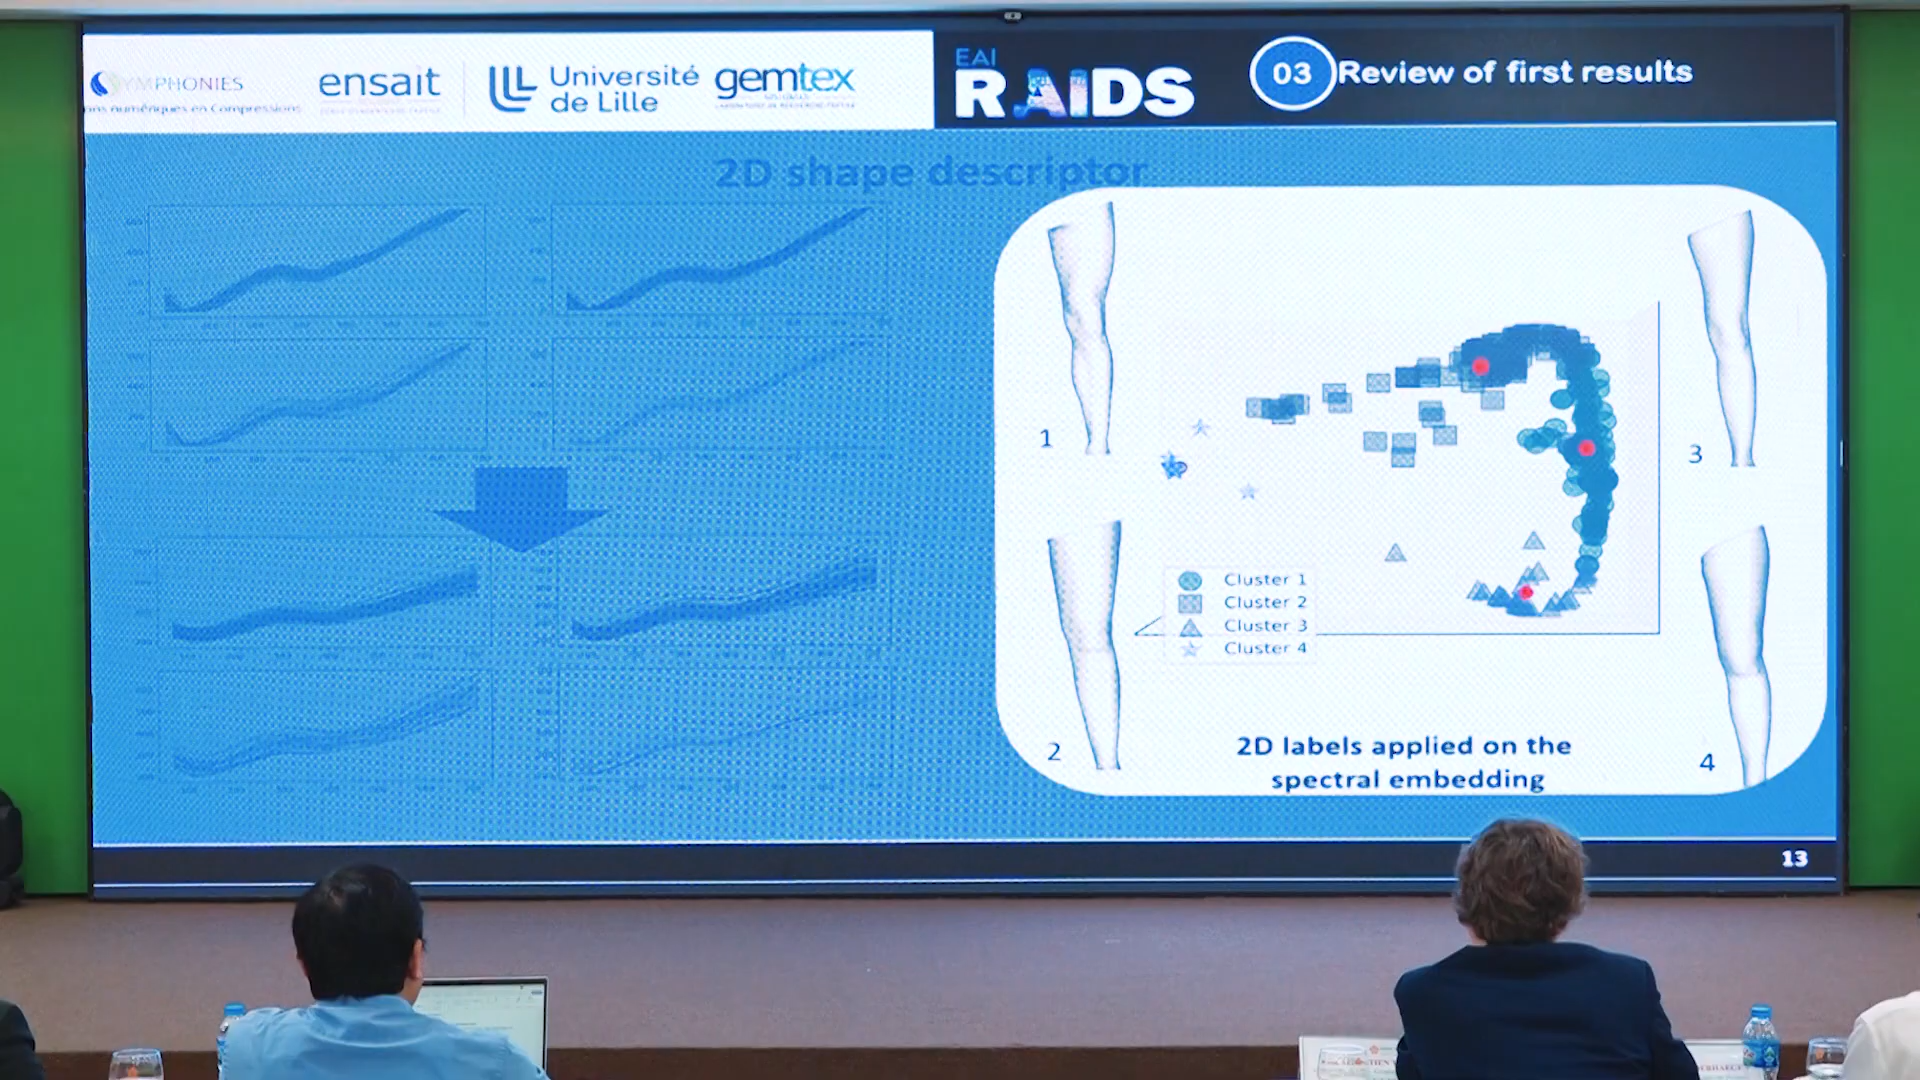 YMPHONIES
ensait
Université
de Lille
gemtex
EAI
RAIDS
03
Review of first results
2D shape descriptor
1
3
Cluster 1
Cluster 2
Cluster 3
Cluster 4
2
4
2D labels applied on the
spectral embedding
13